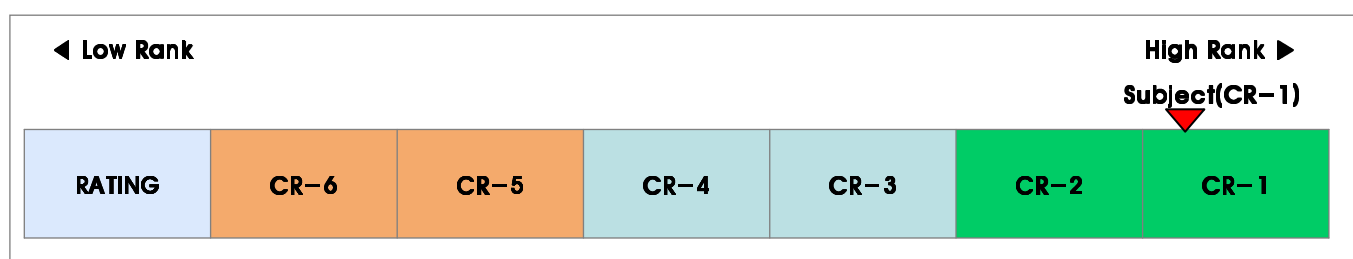 ◀ Low Rank
High Rank ▶
Subject(CR-1)
RATING CR-6 CR-5 CR-4 CR-3 CR-2 CR-1